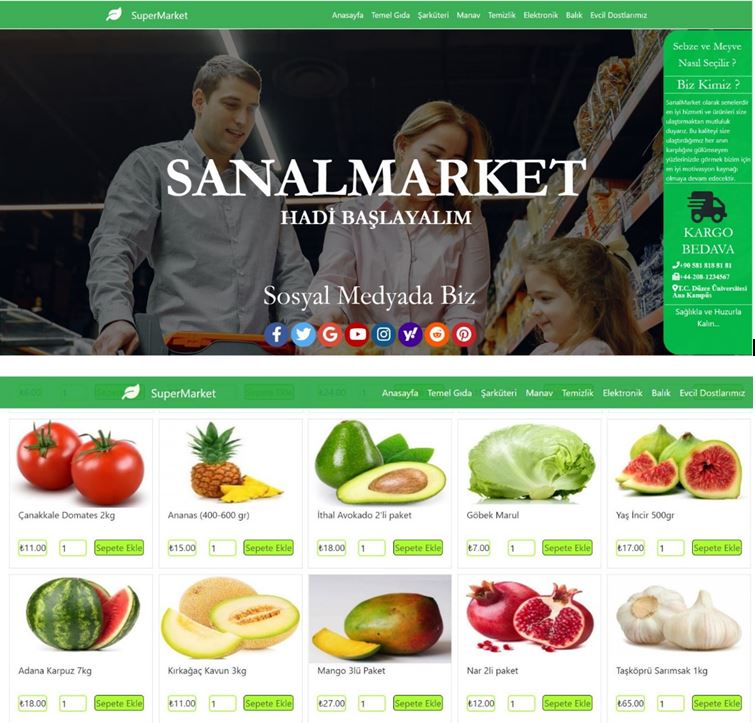 SuperMarket
Anasayfa Temel Gıda Şarküteri Manav Temizlik Elektronik Balık Evcil Dostlarımız
SANALMARKET
HADİ BAŞLAYALIM
Sosyal Medyada Biz
Sebze ve Meyve
Nasıl Seçilir ?
Biz Kimiz ?
SanalMarket olarak senelerdir
en iyi hizmeti ve ürünleri size
ulaştırmaktan mutluluk
duyarız. Bu kaliteyi size
ulaştırdığımız her anın
karşılığını gülümseyen
yüzlerinizde görmek bizim için
en iyi motivasyon kaynağı
olmaya devam edecektir.
KARGO
BEDAVA
+90 581 818 81 81
+44-208-1234567
T.C. Düzce Üniversitesi
Ana Kampüs
Sağlıkla ve Huzurla
Kalın...
SuperMarket
Anasayfa Temel Gıda Şarküteri Manav Temizlik Elektronik Balık Evcil Dostlarımız
Çanakkale Domates 2kg Ananas (400-600 gr) İthal Avokado 2'li paket Göbek Marul Yaş İncir 500gr
₺11.00 1 Sepete Ekle ₺15.00 1 Sepete Ekle ₺18.00 1 Sepete Ekle ₺7.00 1 Sepete Ekle ₺17.00 1 Sepete Ekle
Adana Karpuz 7kg Kırkağaç Kavun 3kg Mango 3lü Paket Nar 2li paket Taşköprü Sarımsak 1kg
₺18.00 1 Sepete Ekle ₺11.00 1 Sepete Ekle ₺27.00 1 Sepete Ekle ₺12.00 1 Sepete Ekle ₺65.00 1 Sepete Ekle